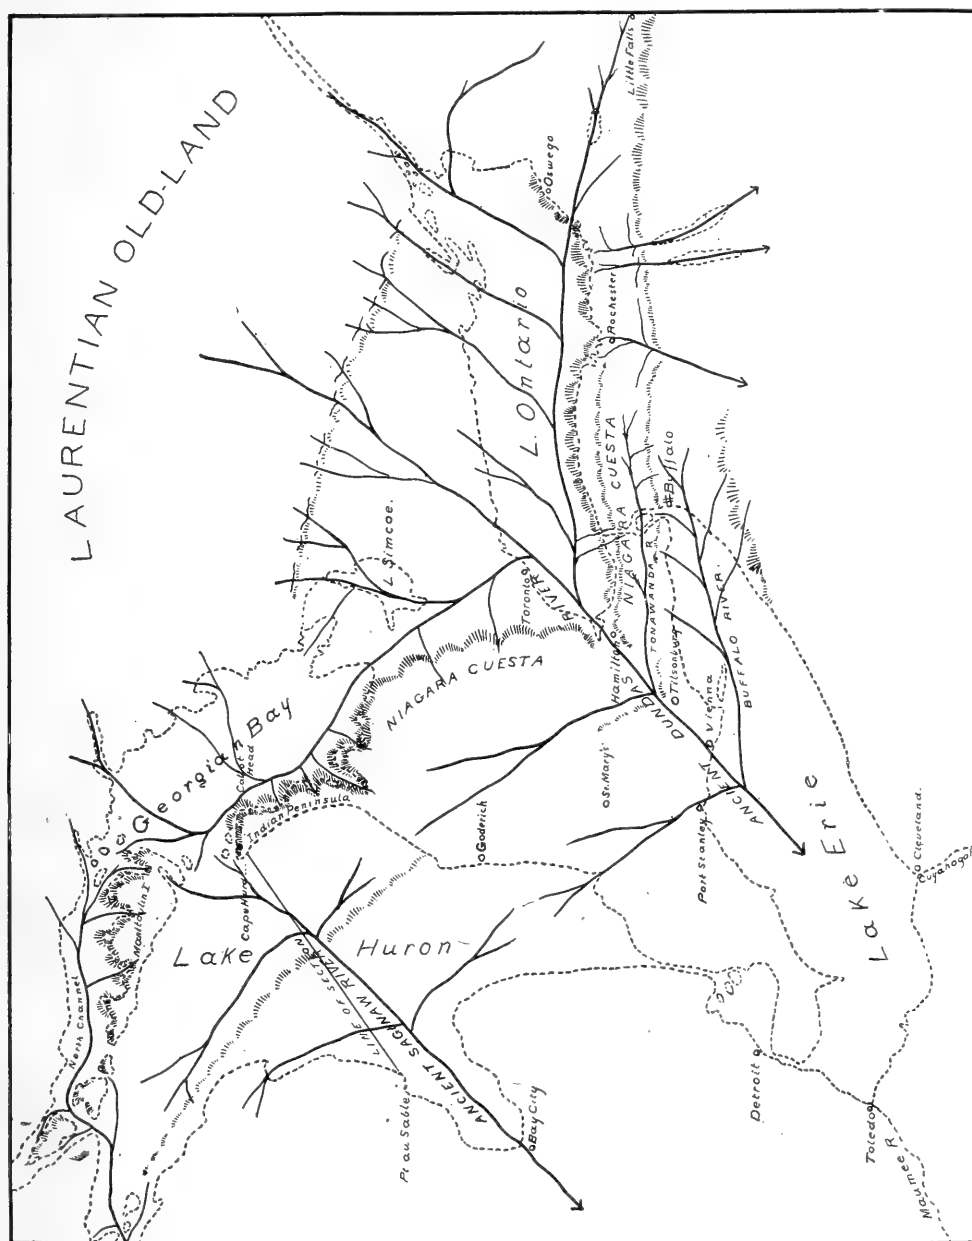 LAURENTIAN OLD-LAND
Little Falls
Oswego
Rochester
L. Ontario
NIAGARA CUESTA
Buffalo
TONAWANDA R.
BUFFALO RIVER.
L Simcoe.
Toronto
Hamilton
Tilsonburg
Vienna
ANCIENT DUNDAS RIVER
NIAGARA CUESTA
Georgian Bay
Cabot Head
Indian Peninsula
St. Mary's
Goderich
Port Stanley
Lake Erie
Cleveland.
Manitoulin I
North Channel
Cape Hurd
Lake Huron
LINE OF SECTION
ANCIENT SAGINAW RIVER
Pt au Sable
Bay City
Detroit
Toledo
Maumee R